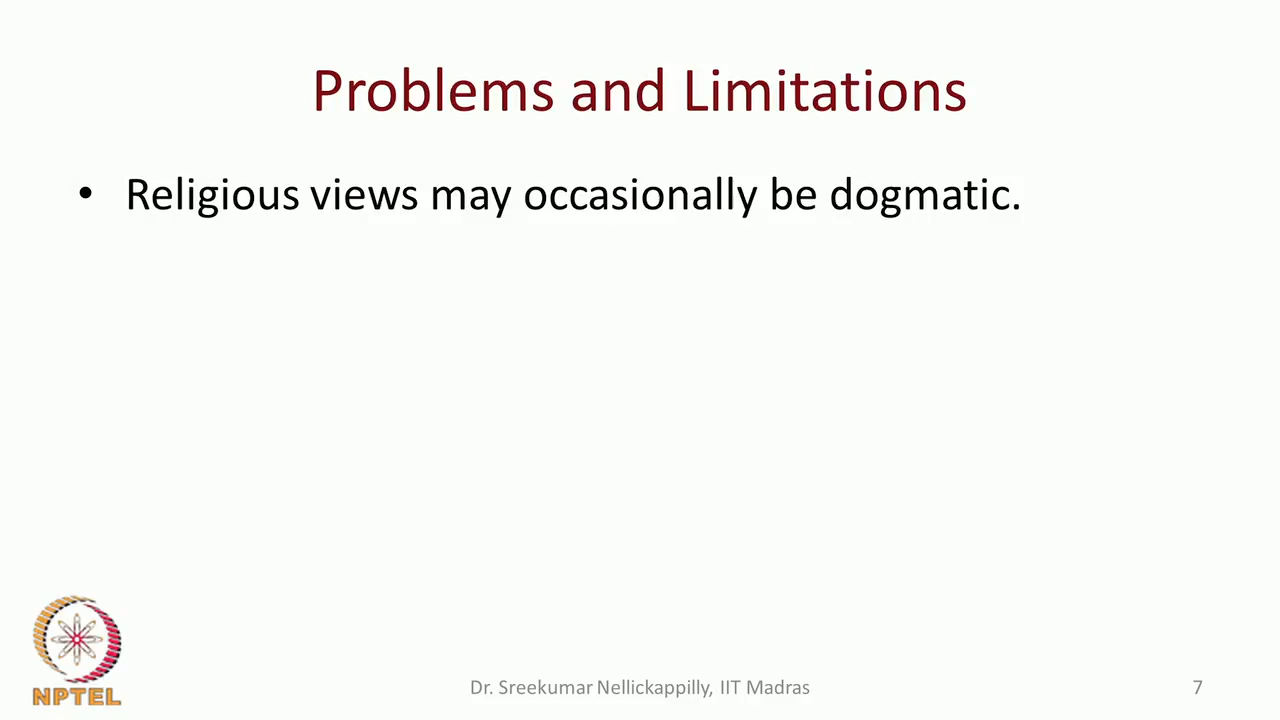 Problems and Limitations
• Religious views may occasionally be dogmatic.
NPTEL
Dr. Sreekumar Nellickappilly, IIT Madras
7